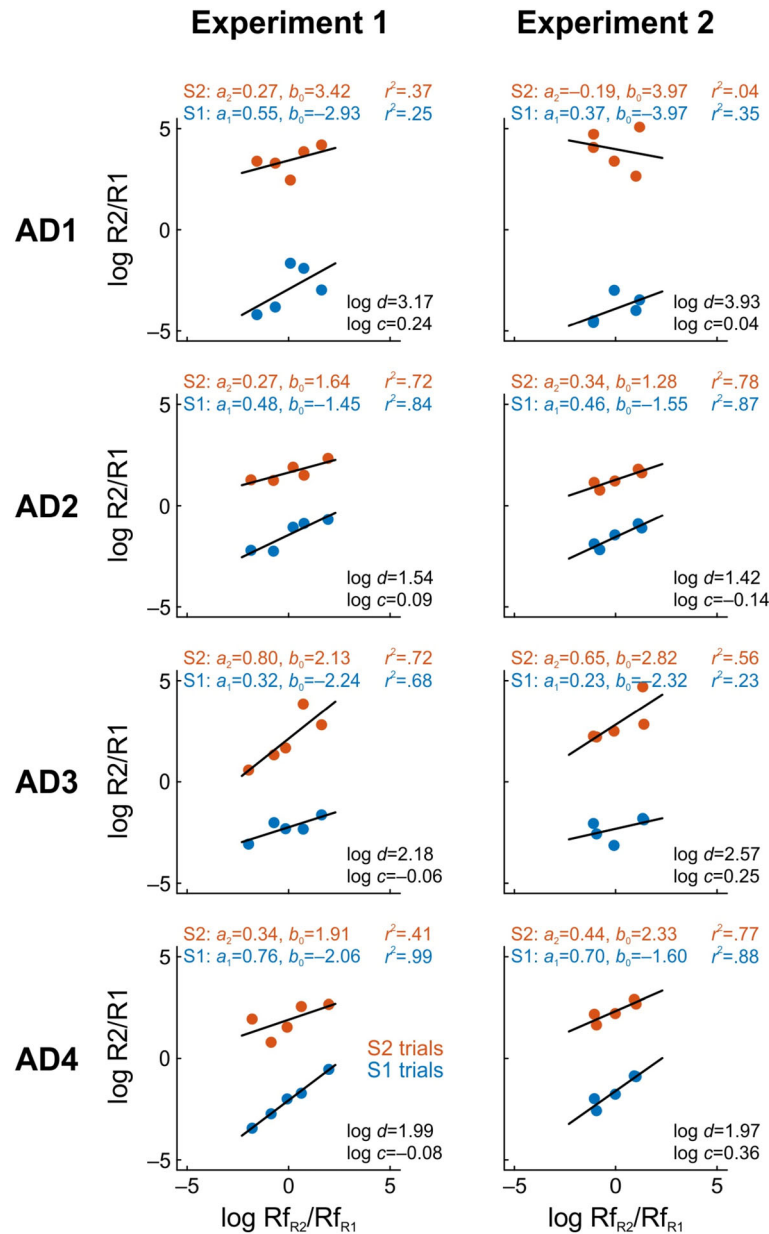 Experiment 1 Experiment 2
S2: a₂=0.27, b₀=3.42 r²=.37
S1: a₁=0.55, b₀=–2.93 r²=.25
S2: a₂=–0.19, b₀=3.97 r²=.04
S1: a₁=0.37, b₀=–3.97 r²=.35
AD1
log R2/R1
5
0
–5
log d=3.17
log c=0.24
log d=3.93
log c=0.04
S2: a₂=0.27, b₀=1.64 r²=.72
S1: a₁=0.48, b₀=–1.45 r²=.84
S2: a₂=0.34, b₀=1.28 r²=.78
S1: a₁=0.46, b₀=–1.55 r²=.87
AD2
log R2/R1
5
0
–5
log d=1.54
log c=0.09
log d=1.42
log c=–0.14
S2: a₂=0.80, b₀=2.13 r²=.72
S1: a₁=0.32, b₀=–2.24 r²=.68
S2: a₂=0.65, b₀=2.82 r²=.56
S1: a₁=0.23, b₀=–2.32 r²=.23
AD3
log R2/R1
5
0
–5
log d=2.18
log c=–0.06
log d=2.57
log c=0.25
S2: a₂=0.34, b₀=1.91 r²=.41
S1: a₁=0.76, b₀=–2.06 r²=.99
S2: a₂=0.44, b₀=2.33 r²=.77
S1: a₁=0.70, b₀=–1.60 r²=.88
AD4
log R2/R1
5
0
–5
S2 trials
S1 trials
log d=1.99
log c=–0.08
log d=1.97
log c=0.36
–5 0 5 –5 0 5
log Rf_R2/Rf_R1 log Rf_R2/Rf_R1